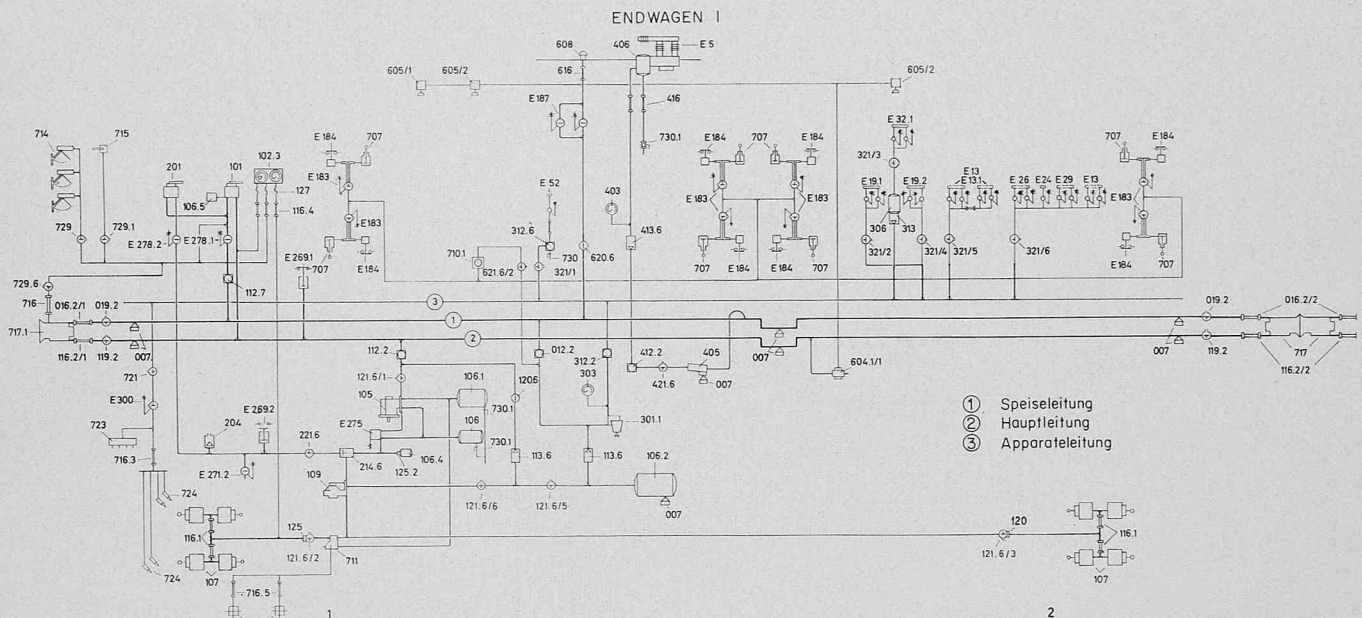 ENDWAGEN I
608 406 E 5
605/1 605/2 616 605/2
E 187 416
E 32.1
714 715 E 184 707 730.1 E 184 707 E 184 707 E 184
201 101 102.3 321/3
127 E 183 E 52 403 E 19.1 E 19.2 E 13 E 13.1 E 26 E 24 E 29 E 13
106.5 116.4 E 183 E 183
312.6 413.6 306 313
729 729.1 E 278.2 E 278.1 E 183 710.1 730 620.6 321/2 321/4 321/5 321/6
E 269.1 707 E 184 621.6/2 321/1 707 E 184 E 184 707 E 184 707
729.6 112.7
716 016.2/1 019.2 3 019.2 016.2/2
1
717.1 2
116.2/1 119.2 007. 112.2 012.2 312.2 412.2 405 007 007 119.2 717 116.2/2
604.1/1
721 121.6/1 106.1 120.6 303 421.6 007
105 730.1 301.1
E 300 E 269.2 E 275 106
204 730.1
723 221.6 106.4
716.3 E 271.2 214.6 125.2 113.6 113.6 106.2
109
724 121.6/6 121.6/5 007
116.1 125 120 116.1
121.6/2 711 121.6/3
724 107 107
716.5
1 2
1 Speiseleitung
2 Hauptleitung
3 Apparateleitung